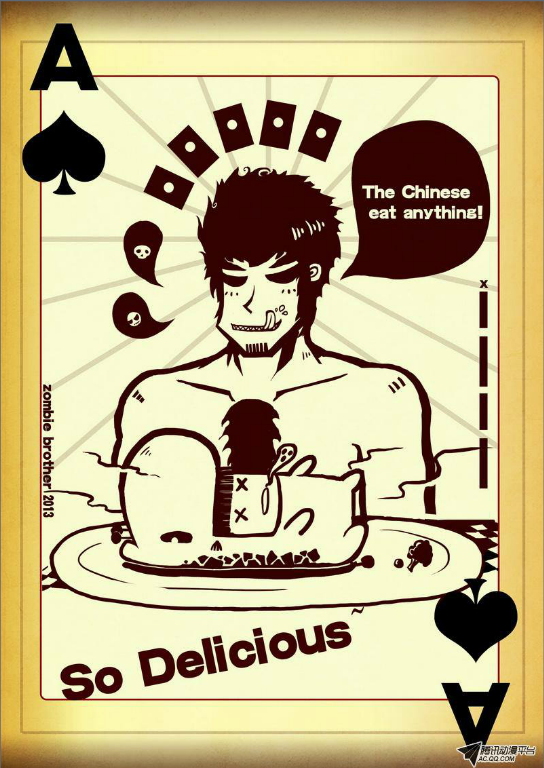 A
The Chinese
eat anything!
x
zombie brother 2013
So Delicious~
A
腾讯动漫平台
AC.QQ.COM